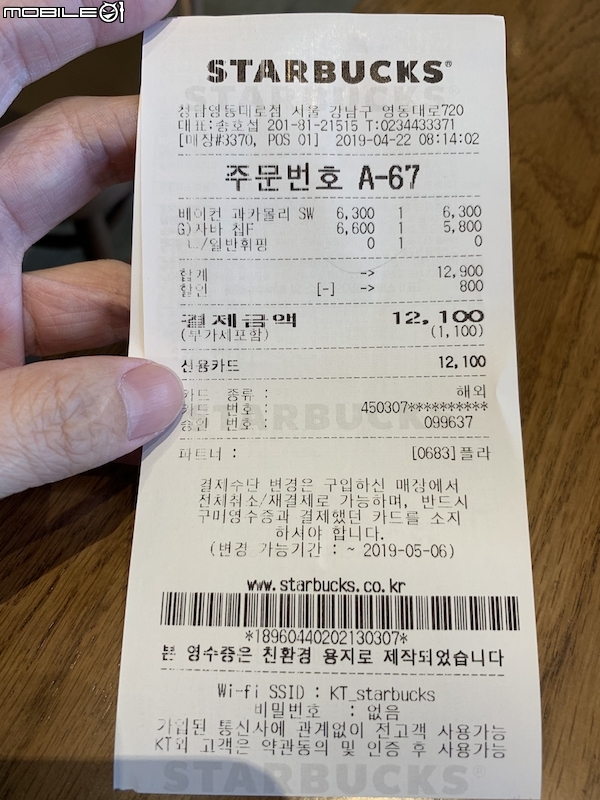 MOBILE01
STARBUCKS®
청담영동대로점 서울 강남구 영동대로720
대표:송호섭 201-81-21515 T:0234433371
[매장#3370, POS 01] 2019-04-22 08:14:02
주문번호 A-67
베이컨 과카몰리 SW 6,300 1 6,300
G)자바 칩F 6,600 1 5,800
ㄴ/일반휘핑 0 1 0
합계 -> 12,900
할인 [-] -> 800
결제금액 12,100
(부가세포함) (1,100)
신용카드 12,100
카드 종류 : 해외
카드 번호 : 450307**********
승인 번호 : 099637
STARBUCKS
파트너 : [0683]플라
결제수단 변경은 구입하신 매장에서
전체취소/재결제로 가능하며, 반드시
구매영수증과 결제했던 카드를 소지
하셔야 합니다.
(변경 가능기간 : ~ 2019-05-06)
www.starbucks.co.kr
*18960440202130307*
본 영수증은 친환경 용지로 제작되었습니다
Wi-fi SSID : KT_starbucks
비밀번호 : 없음
가입된 통신사에 관계없이 전고객 사용가능
KT외 고객은 약관동의 및 인증 후 사용가능
STARBUCKS®